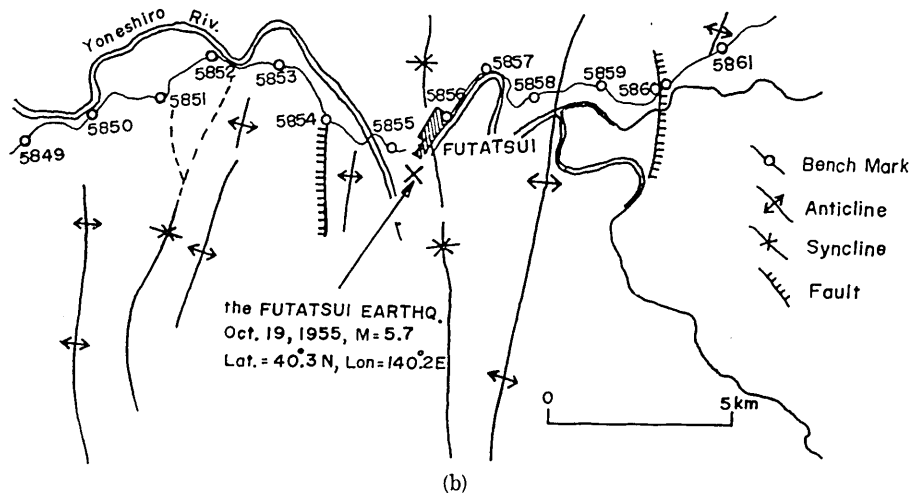 Yoneshiro Riv.
5849
5850
5851
5852
5853
5854
5855
5856
5857
5858
5859
5860
5861
FUTATSUI
Bench Mark
Anticline
Syncline
Fault
the FUTATSUI EARTHQ.
Oct. 19, 1955, M=5.7
Lat.=40°.3N, Lon=140°.2E
0 5km
(b)